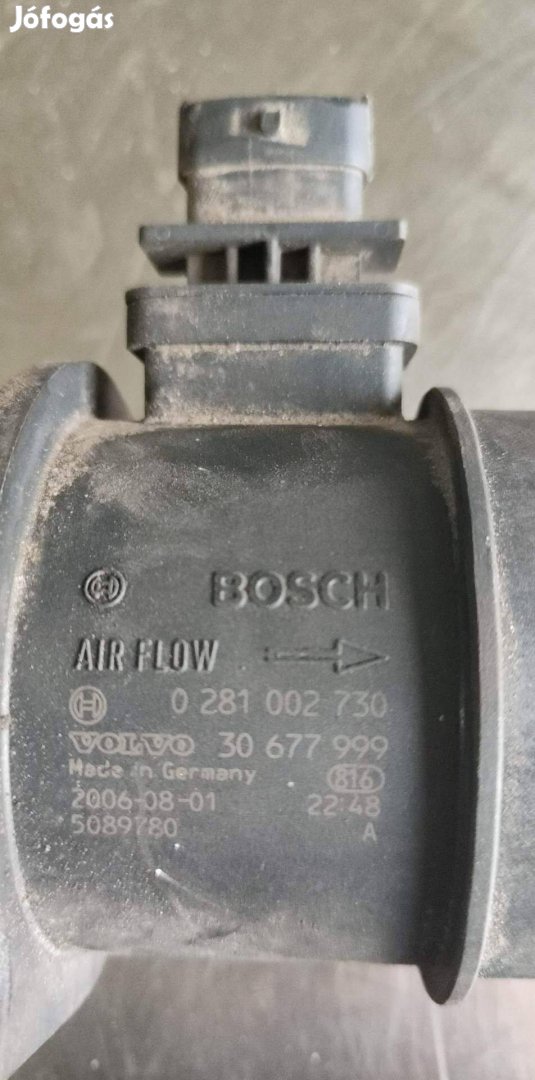 Jófogás
BOSCH
AIR FLOW
0 281 002 730
VOLVO 30 677 999
Made in Germany 816
2006-08-01 22:48
5089780 A